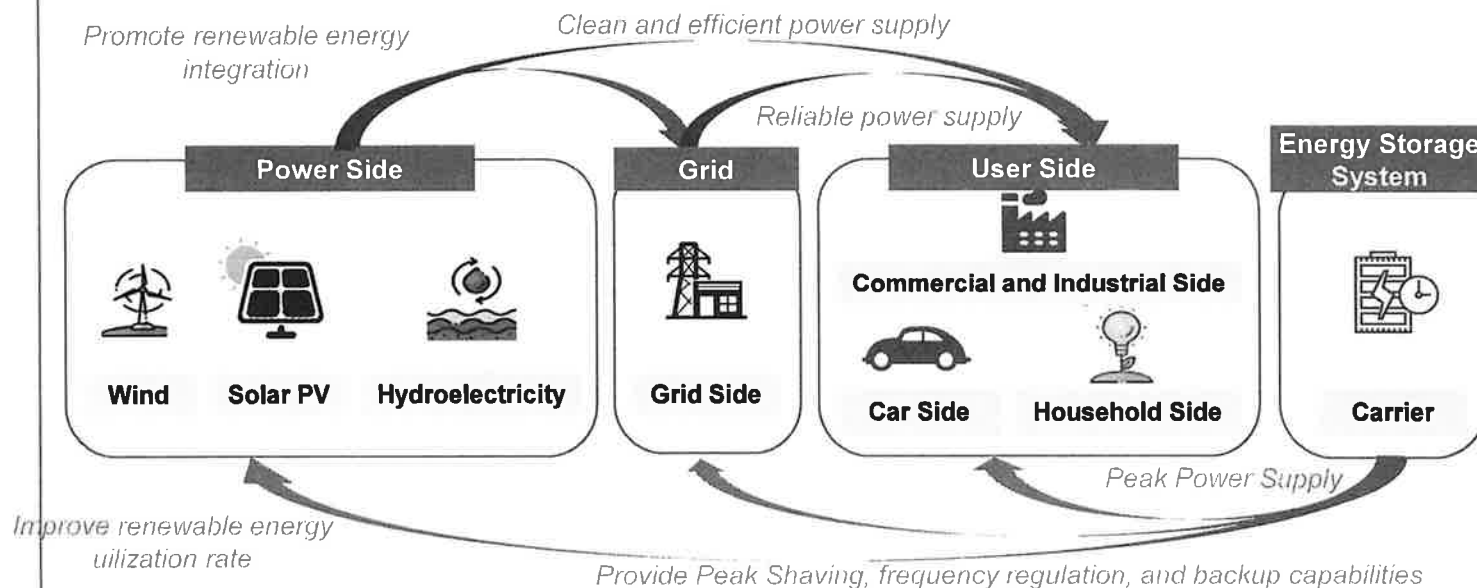 Promote renewable energy
integration
Clean and efficient power supply
Reliable power supply
Power Side
Grid
User Side
Energy Storage
System
Commercial and Industrial Side
Wind
Solar PV
Hydroelectricity
Grid Side
Car Side
Household Side
Carrier
Peak Power Supply
Improve renewable energy
uilization rate
Provide Peak Shaving, frequency regulation, and backup capabilities